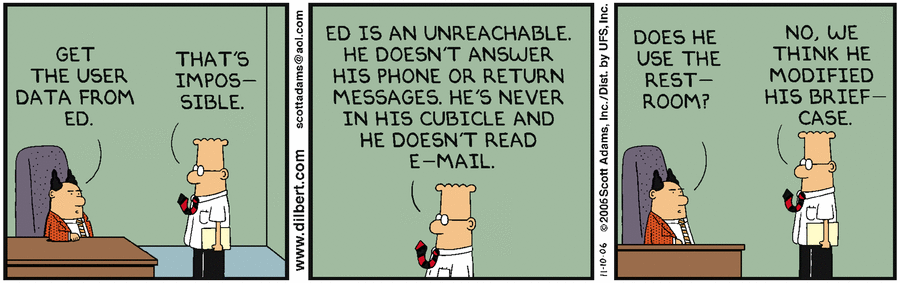 GET
THE USER
DATA FROM
ED.
THAT'S
IMPOS-
SIBLE.
www.dilbert.com
scottadams@aol.com
ED IS AN UNREACHABLE.
HE DOESN'T ANSWER
HIS PHONE OR RETURN
MESSAGES. HE'S NEVER
IN HIS CUBICLE AND
HE DOESN'T READ
E-MAIL.
11-10-06 ©2006 Scott Adams, Inc./Dist. by UFS, Inc.
DOES HE
USE THE
REST-
ROOM?
NO, WE
THINK HE
MODIFIED
HIS BRIEF-
CASE.